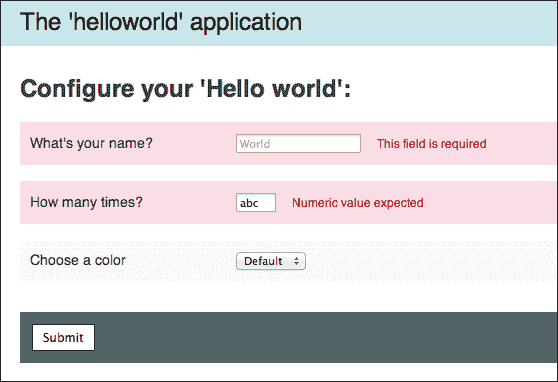 The 'helloworld' application
Configure your 'Hello world':
What's your name? World This field is required
How many times? abc Numeric value expected
Choose a color Default
Submit